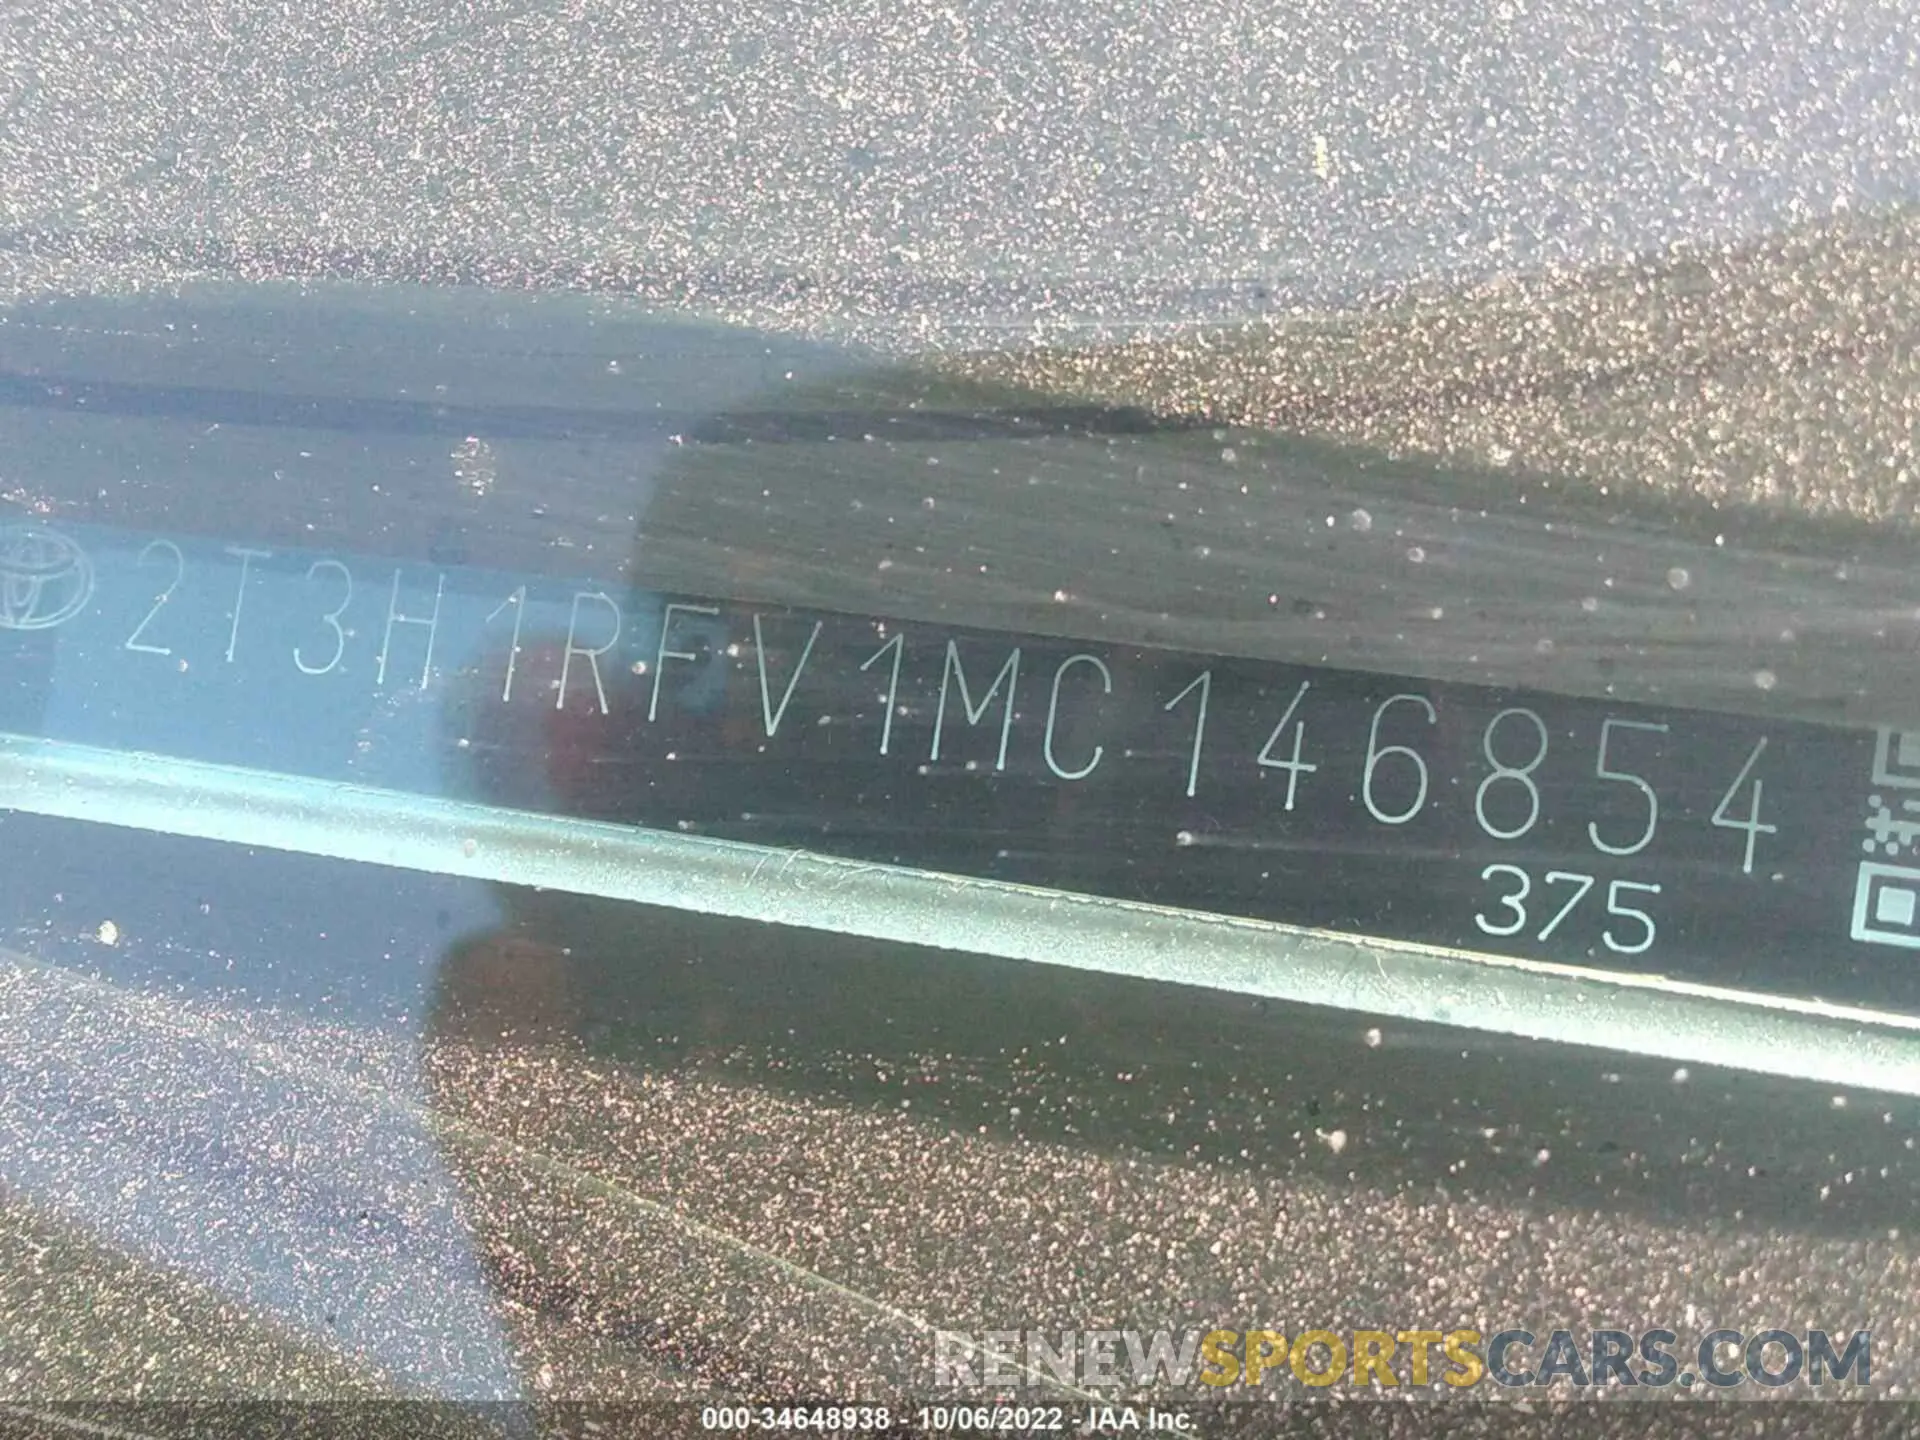 2T3H1RFV1MC146854
375
RENEWSPORTSCARS.COM
000-34648938 - 10/06/2022 - IAA Inc.